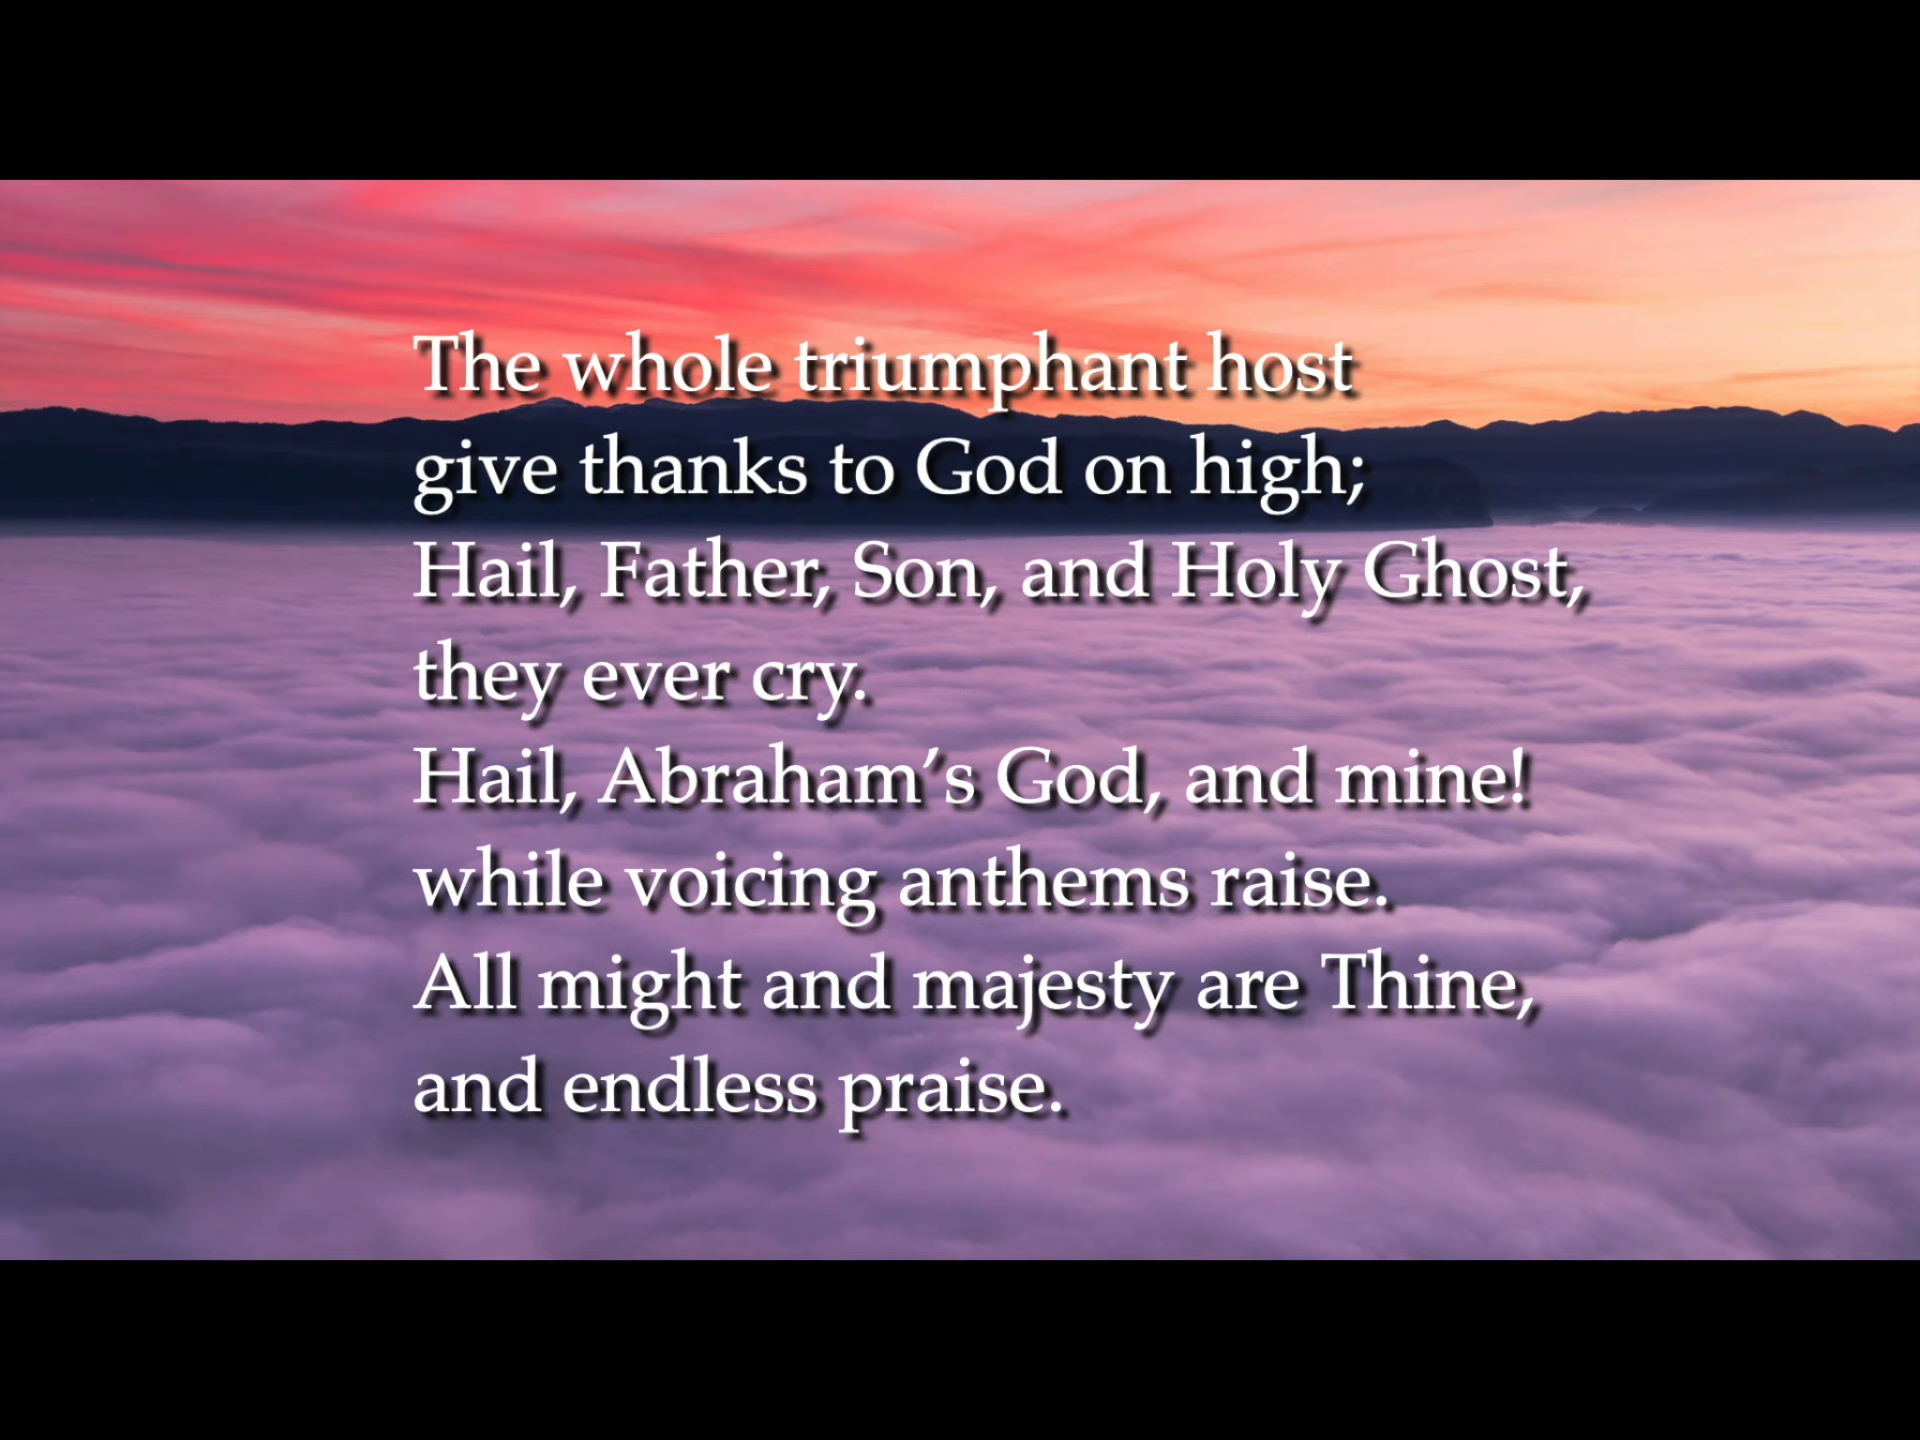 The whole triumphant host
give thanks to God on high;
Hail, Father, Son, and Holy Ghost,
they ever cry.
Hail, Abraham’s God, and mine!
while voicing anthems raise.
All might and majesty are Thine,
and endless praise.